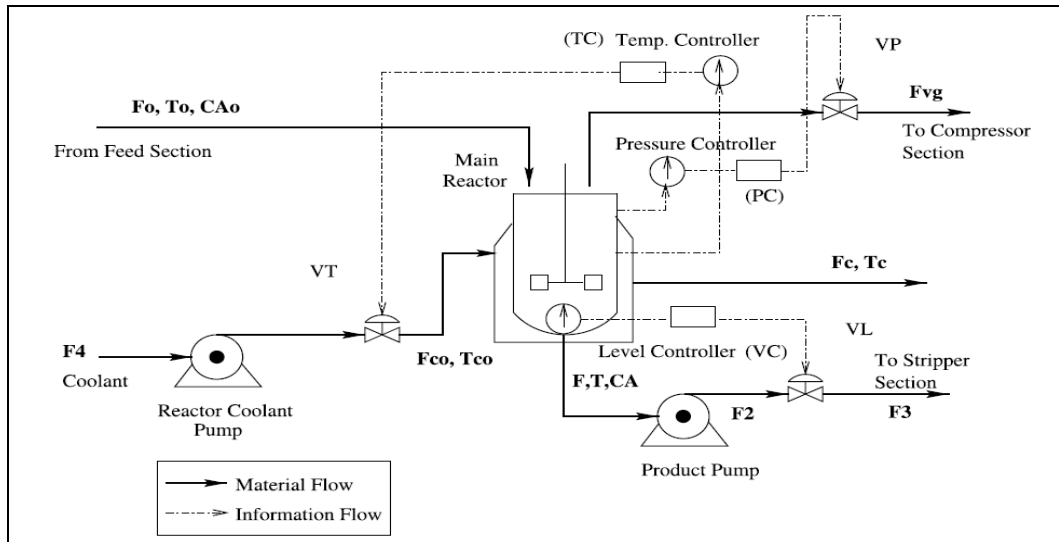 (TC) Temp. Controller
VP
Fo, To, CAo
Fvg
From Feed Section
To Compressor
Section
Main
Reactor
Pressure Controller
(PC)
VT
Fc, Tc
VL
F4
Coolant
Fco, Tco
Level Controller (VC)
To Stripper
Section
F,T,CA
F2
F3
Reactor Coolant
Pump
Product Pump
Material Flow
Information Flow